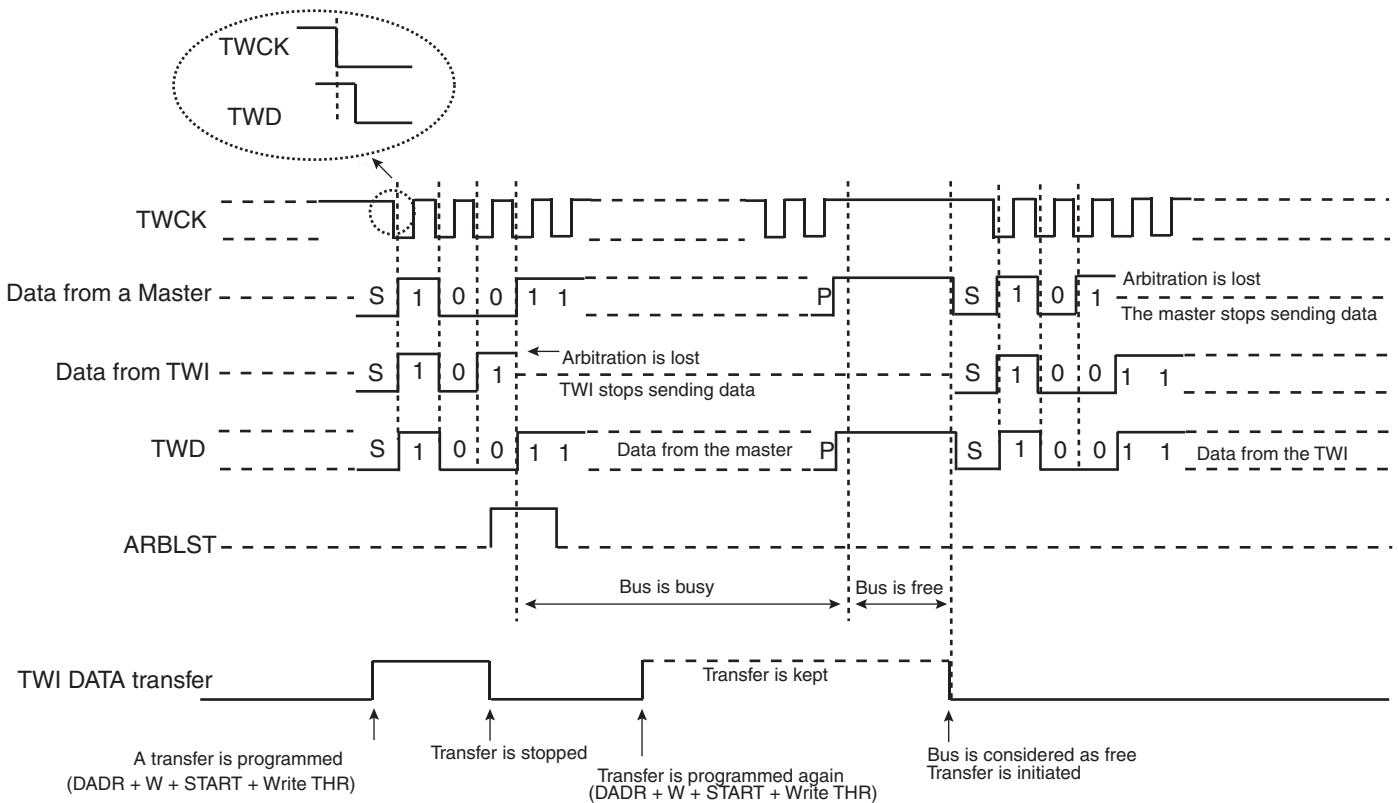 TWCK
TWD
TWCK
Data from a Master S 1 0 0 1 1 P S 1 0 1 Arbitration is lost
The master stops sending data
Data from TWI S 1 0 1 Arbitration is lost S 1 0 0 1 1
TWI stops sending data
TWD S 1 0 0 1 1 Data from the master P S 1 0 0 1 1 Data from the TWI
ARBLST
Bus is busy Bus is free
TWI DATA transfer Transfer is kept
A transfer is programmed
(DADR + W + START + Write THR)
Transfer is stopped
Transfer is programmed again
(DADR + W + START + Write THR)
Bus is considered as free
Transfer is initiated